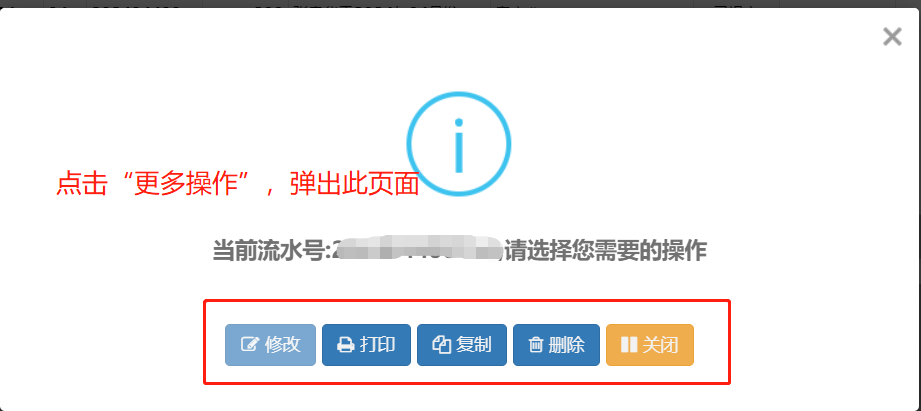 点击“更多操作”，弹出此页面
当前流水号:2 ,请选择您需要的操作
修改 打印 复制 删除 关闭